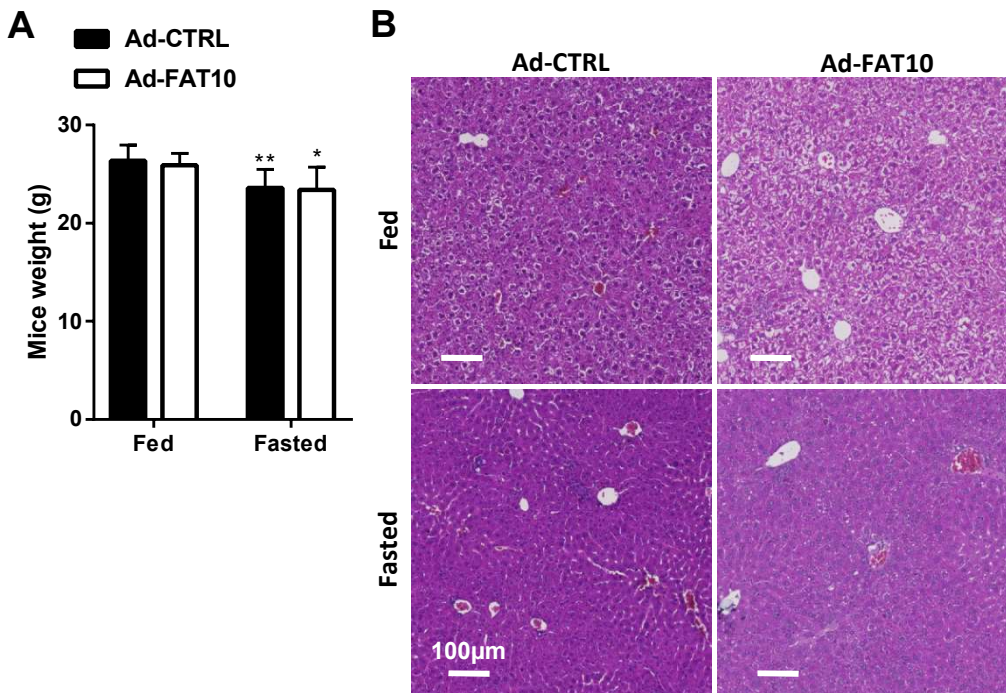 A
Ad-CTRL
Ad-FAT10
Mice weight (g)
30
20
10
0
**
*
Fed
Fasted
B
Ad-CTRL
Ad-FAT10
Fed
Fasted
100µm